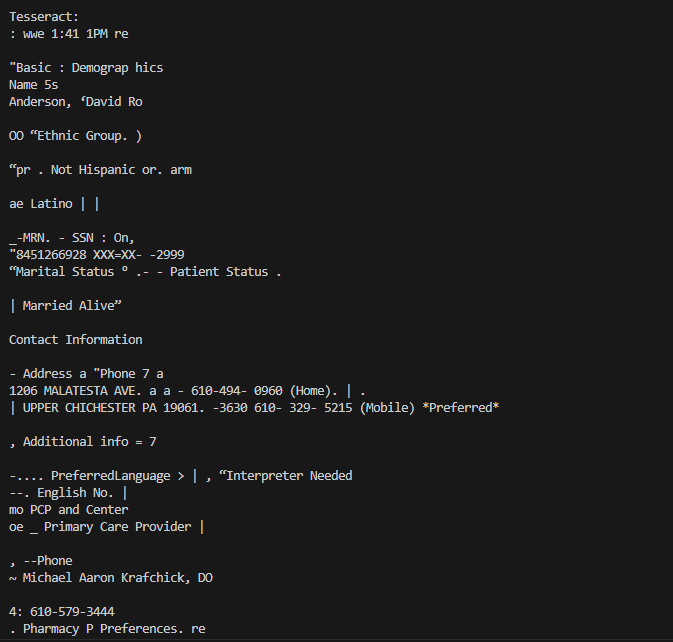 Tesseract:
: wwe 1:41 1PM re
"Basic : Demograp hics
Name 5s
Anderson, ‘David Ro
OO “Ethnic Group. )
“pr . Not Hispanic or. arm
ae Latino | |
_-MRN. - SSN : On,
"8451266928 XXX=XX- -2999
“Marital Status ° .- - Patient Status .
| Married Alive”
Contact Information
- Address a "Phone 7 a
1206 MALATESTA AVE. a a - 610-494- 0960 (Home). | .
| UPPER CHICHESTER PA 19061. -3630 610- 329- 5215 (Mobile) *Preferred*
, Additional info = 7
-.... PreferredLanguage > | , “Interpreter Needed
--. English No. |
mo PCP and Center
oe _ Primary Care Provider |
, --Phone
~ Michael Aaron Krafchick, DO
4: 610-579-3444
. Pharmacy P Preferences. re